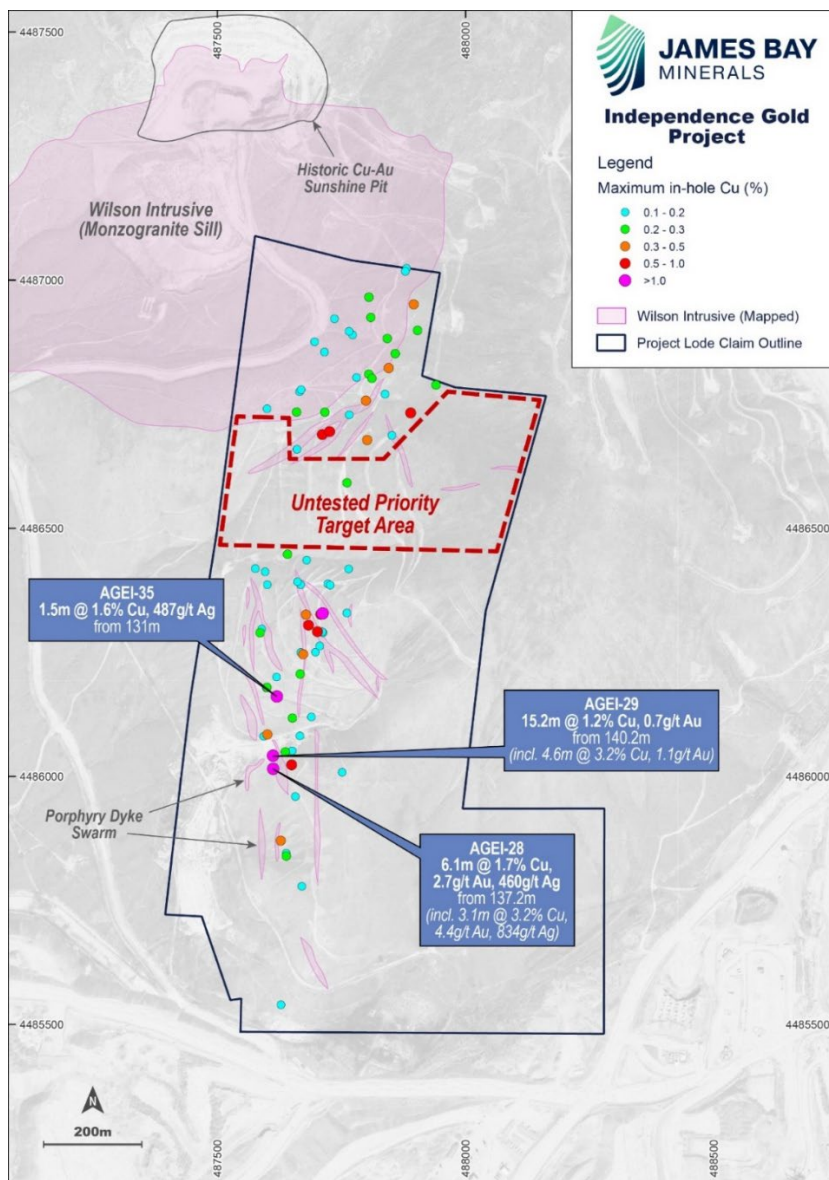 JAMES BAY
MINERALS
Independence Gold
Project
Legend
Maximum in-hole Cu (%)
0.1 - 0.2
0.2 - 0.3
0.3 - 0.5
0.5 - 1.0
>1.0
Wilson Intrusive (Mapped)
Project Lode Claim Outline
487500
488000
4487500
Historic Cu-Au
Sunshine Pit
Wilson Intrusive
(Monzogranite Sill)
4487000
Untested Priority
Target Area
4486500
4486500
AGEI-35
1.5m @ 1.6% Cu, 487g/t Ag
from 131m
AGEI-29
15.2m @ 1.2% Cu, 0.7g/t Au
from 140.2m
(incl. 4.6m @ 3.2% Cu, 1.1g/t Au)
4486000
4486000
Porphyry Dyke
Swarm
AGEI-28
6.1m @ 1.7% Cu,
2.7g/t Au, 460g/t Ag
from 137.2m
(incl. 3.1m @ 3.2% Cu,
4.4g/t Au, 834g/t Ag)
4485500
4485500
N
200m
487500
488000
488500